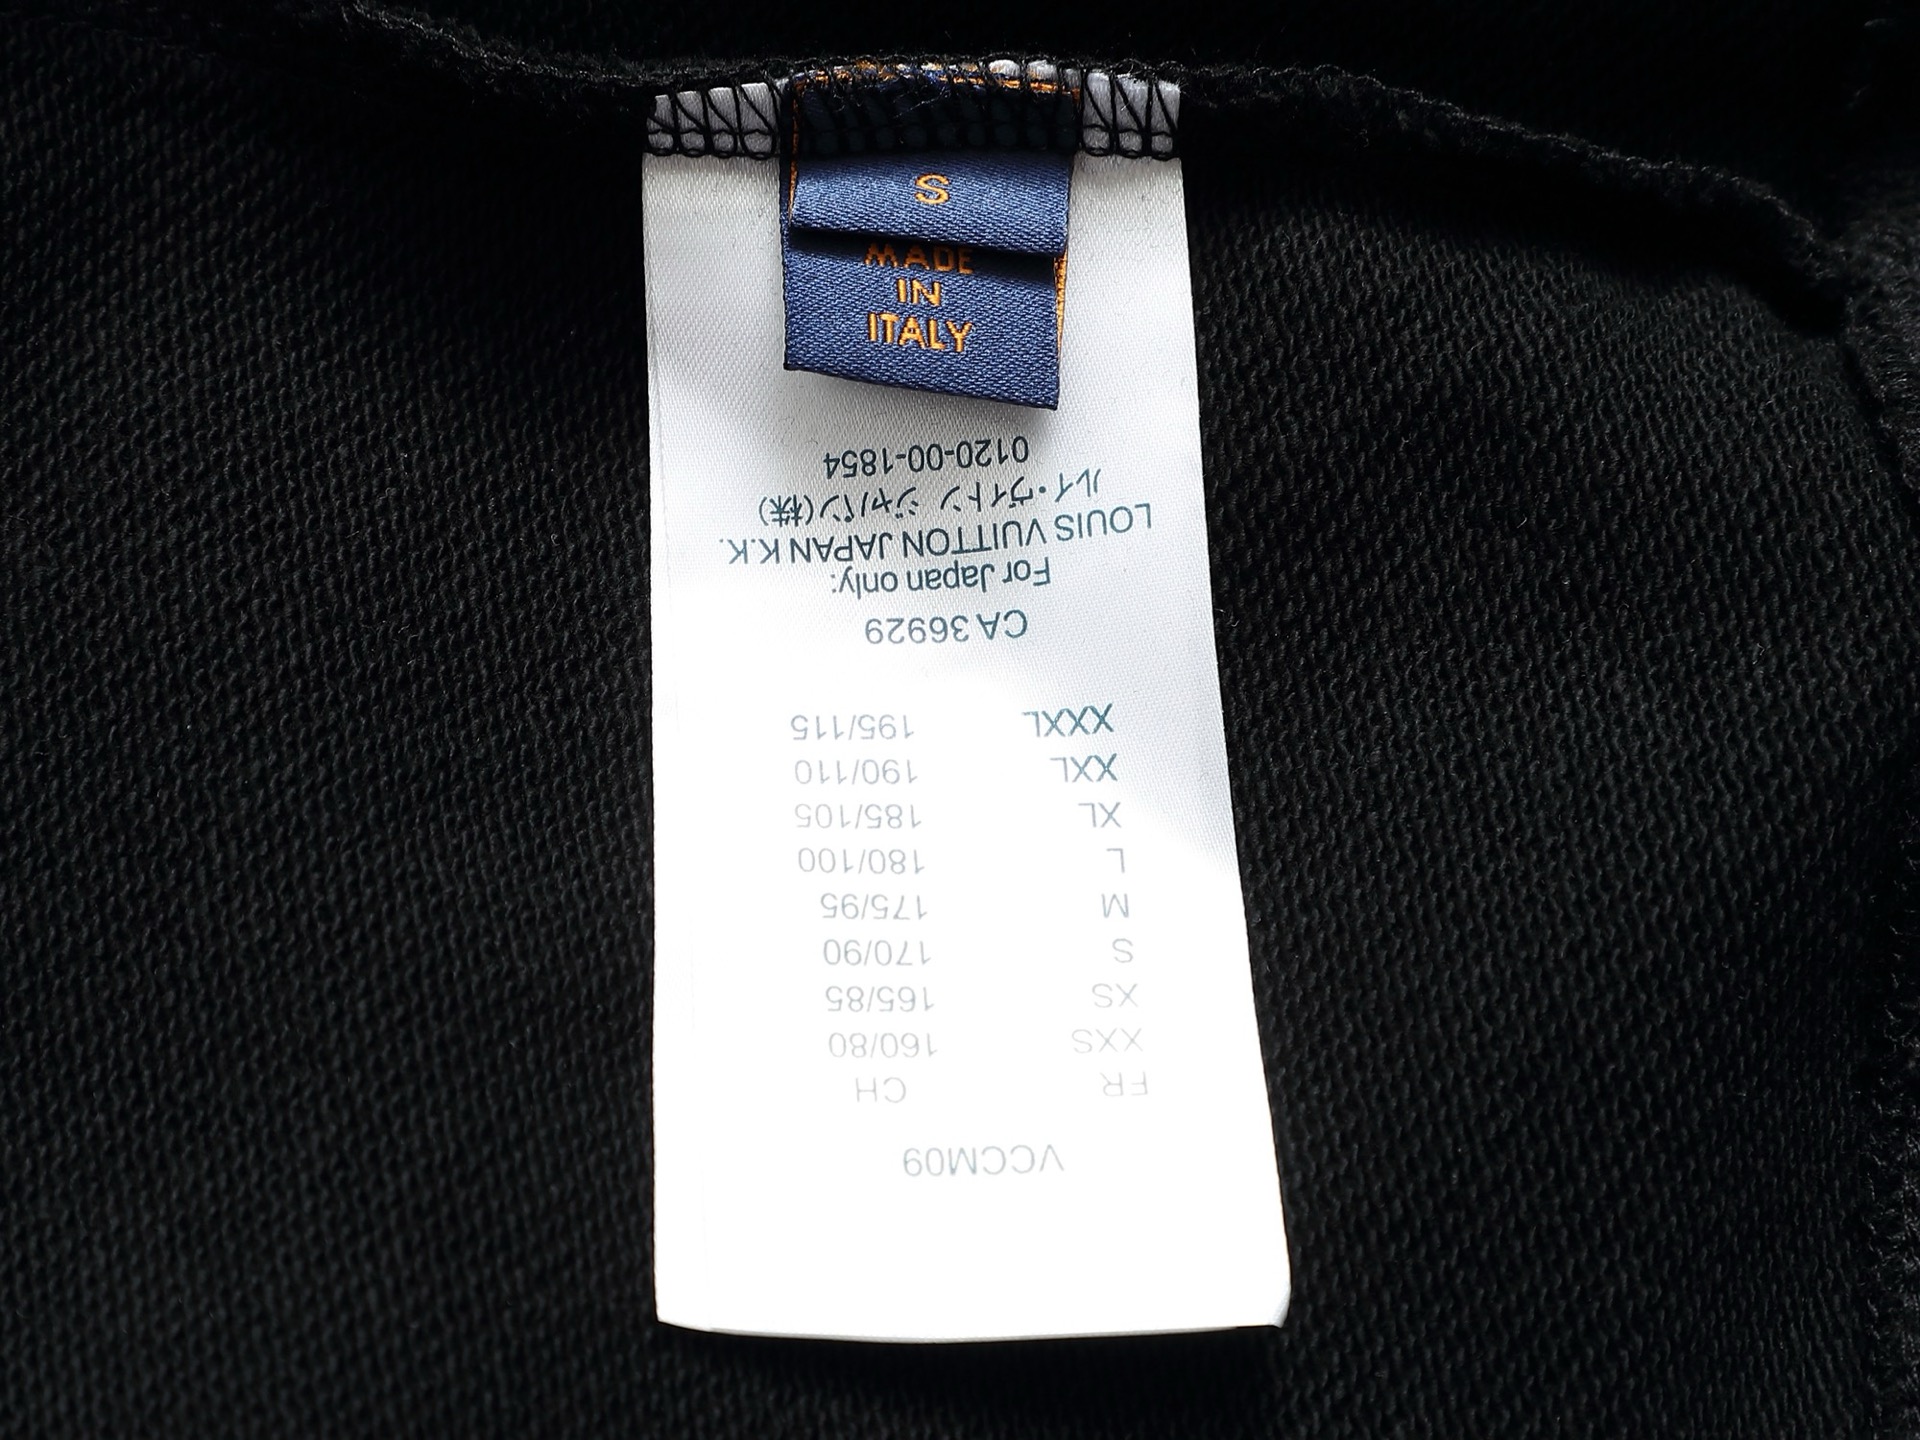 S
MADE
IN
ITALY
VCCM09
FR CH
XXS 160/80
XS 165/85
S 170/90
M 175/95
L 180/100
XL 185/105
XXL 190/110
XXXL 195/115
CA 36929
For Japan only:
LOUIS VUITTON JAPAN K.K.
ルイ・ヴィトン ジャパン(株)
0120-00-1854